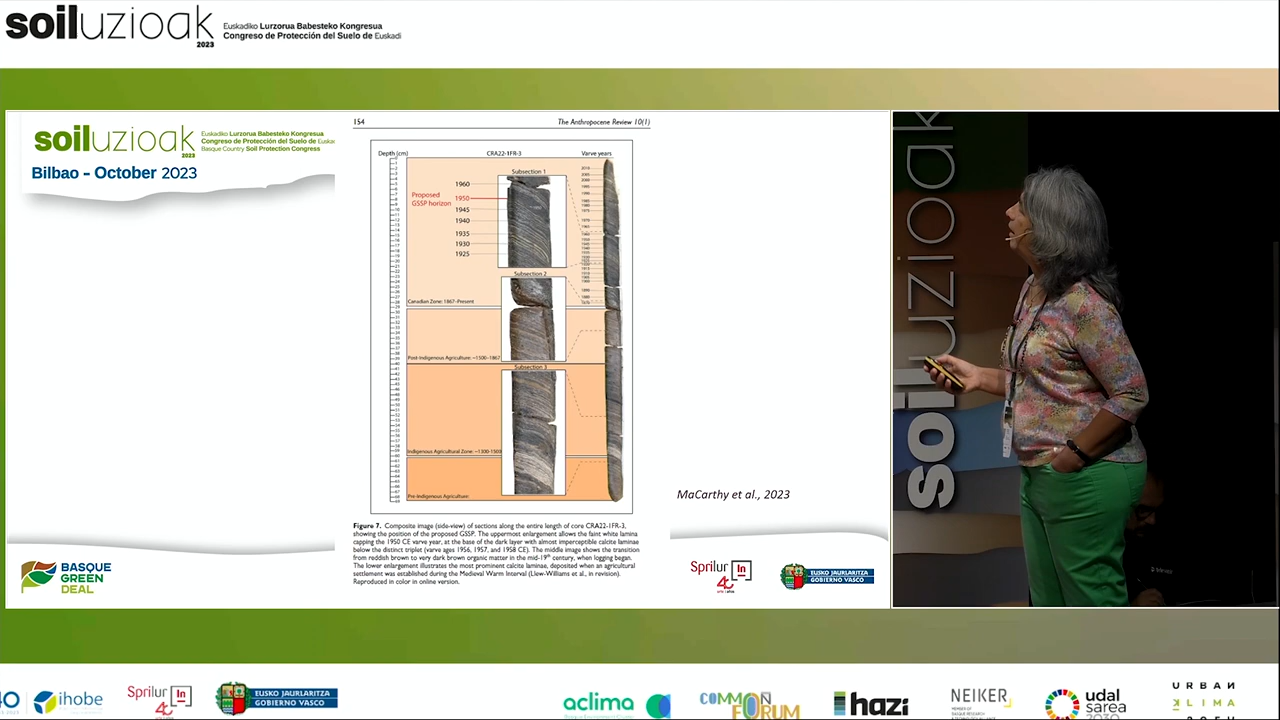 soiluzioak
2023
Euskadiko Lurzorua Babesteko Kongresua
Congreso de Protección del Suelo de Euskadi
soiluzioak
2023
Euskadiko Lurzorua Babesteko Kongresua
Congreso de Protección del Suelo de
Basque Country Soil Protection Congress
Bilbao - October 2023
154
The Anthropocene Review 10(1)
Depth [cm]
CRA22-1FR-3
Varve years
Subsection 1
1960
Proposed
GSSP horizon
1950
1945
1940
1935
1930
1925
Subsection 2
Canadian Zone: 1867-Present
Post-Indigenous Agriculture: ~1500-1867
Subsection 3
Indigenous Agricultural Zone: ~1300-1500
Pre-Indigenous Agriculture:
MaCarthy et al., 2023
Figure 7. Composite image (side-view) of sections along the entire length of core CRA22-1FR-3,
showing the position of the proposed GSSP. The uppermost enlargement allows the faint white lamina
capping the 1950 CE varve year, at the base of the dark layer with almost imperceptible calcite laminae
below the distinct triplet (varve ages 1956, 1957, and 1958 CE). The middle image shows the transition
from reddish brown to very dark brown organic matter in the mid-19th century, when logging began.
The lower enlargement illustrates the most prominent calcite laminae, deposited when an agricultural
settlement was established during the Medieval Warm Interval (Llew-Williams et al., in revision).
Reproduced in color in online version.
BASQUE
GREEN
DEAL
Sprilur
EUSKO JAURLARITZA
GOBIERNO VASCO
soiluzioak
ihobe
Sprilur
EUSKO JAURLARITZA
GOBIERNO VASCO
aclima
COMMON
FORUM
hazi
NEIKER
udal
sarea
2030
URBAN
KLIMA